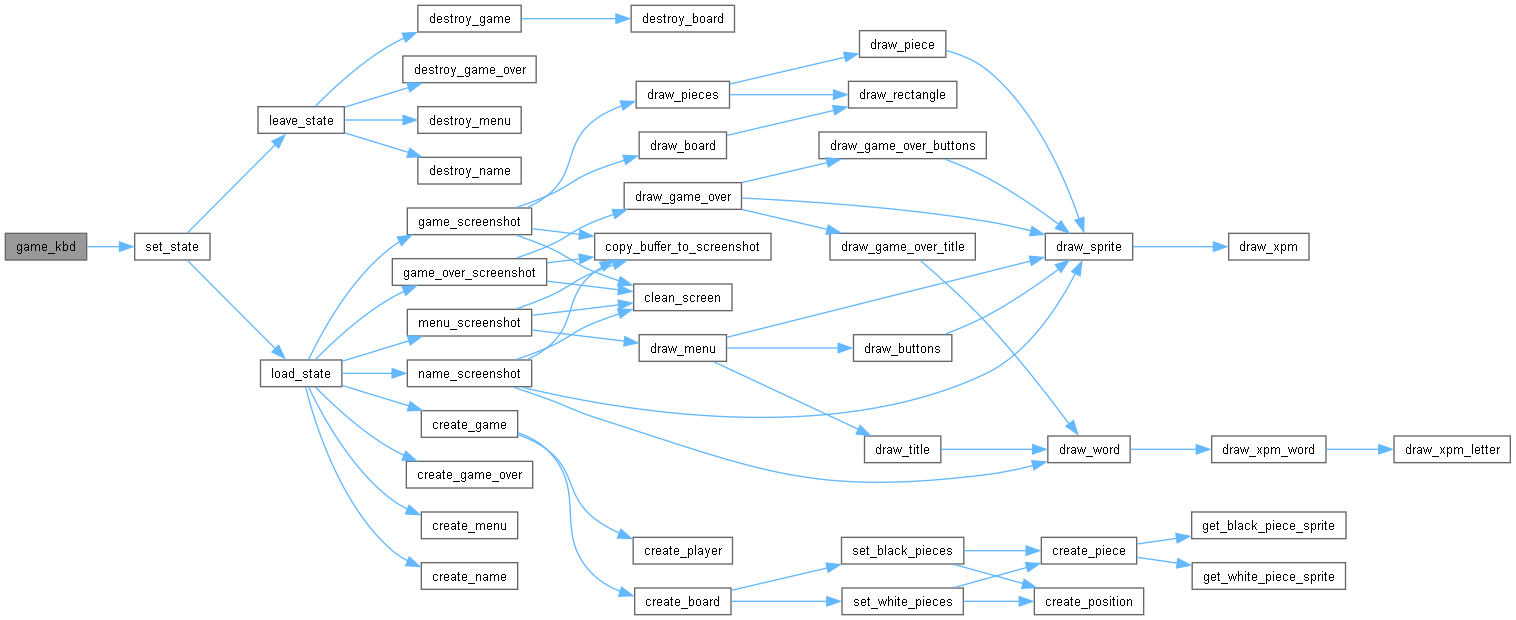 destroy_game
destroy_board
draw_piece
destroy_game_over
draw_pieces
draw_rectangle
leave_state
destroy_menu
draw_board
draw_game_over_buttons
destroy_name
draw_game_over
game_screenshot
game_kbd
set_state
copy_buffer_to_screenshot
draw_game_over_title
draw_sprite
draw_xpm
game_over_screenshot
clean_screen
menu_screenshot
draw_menu
draw_buttons
load_state
name_screenshot
create_game
draw_title
draw_word
draw_xpm_word
draw_xpm_letter
create_game_over
create_menu
get_black_piece_sprite
create_player
set_black_pieces
create_piece
create_name
get_white_piece_sprite
create_board
set_white_pieces
create_position